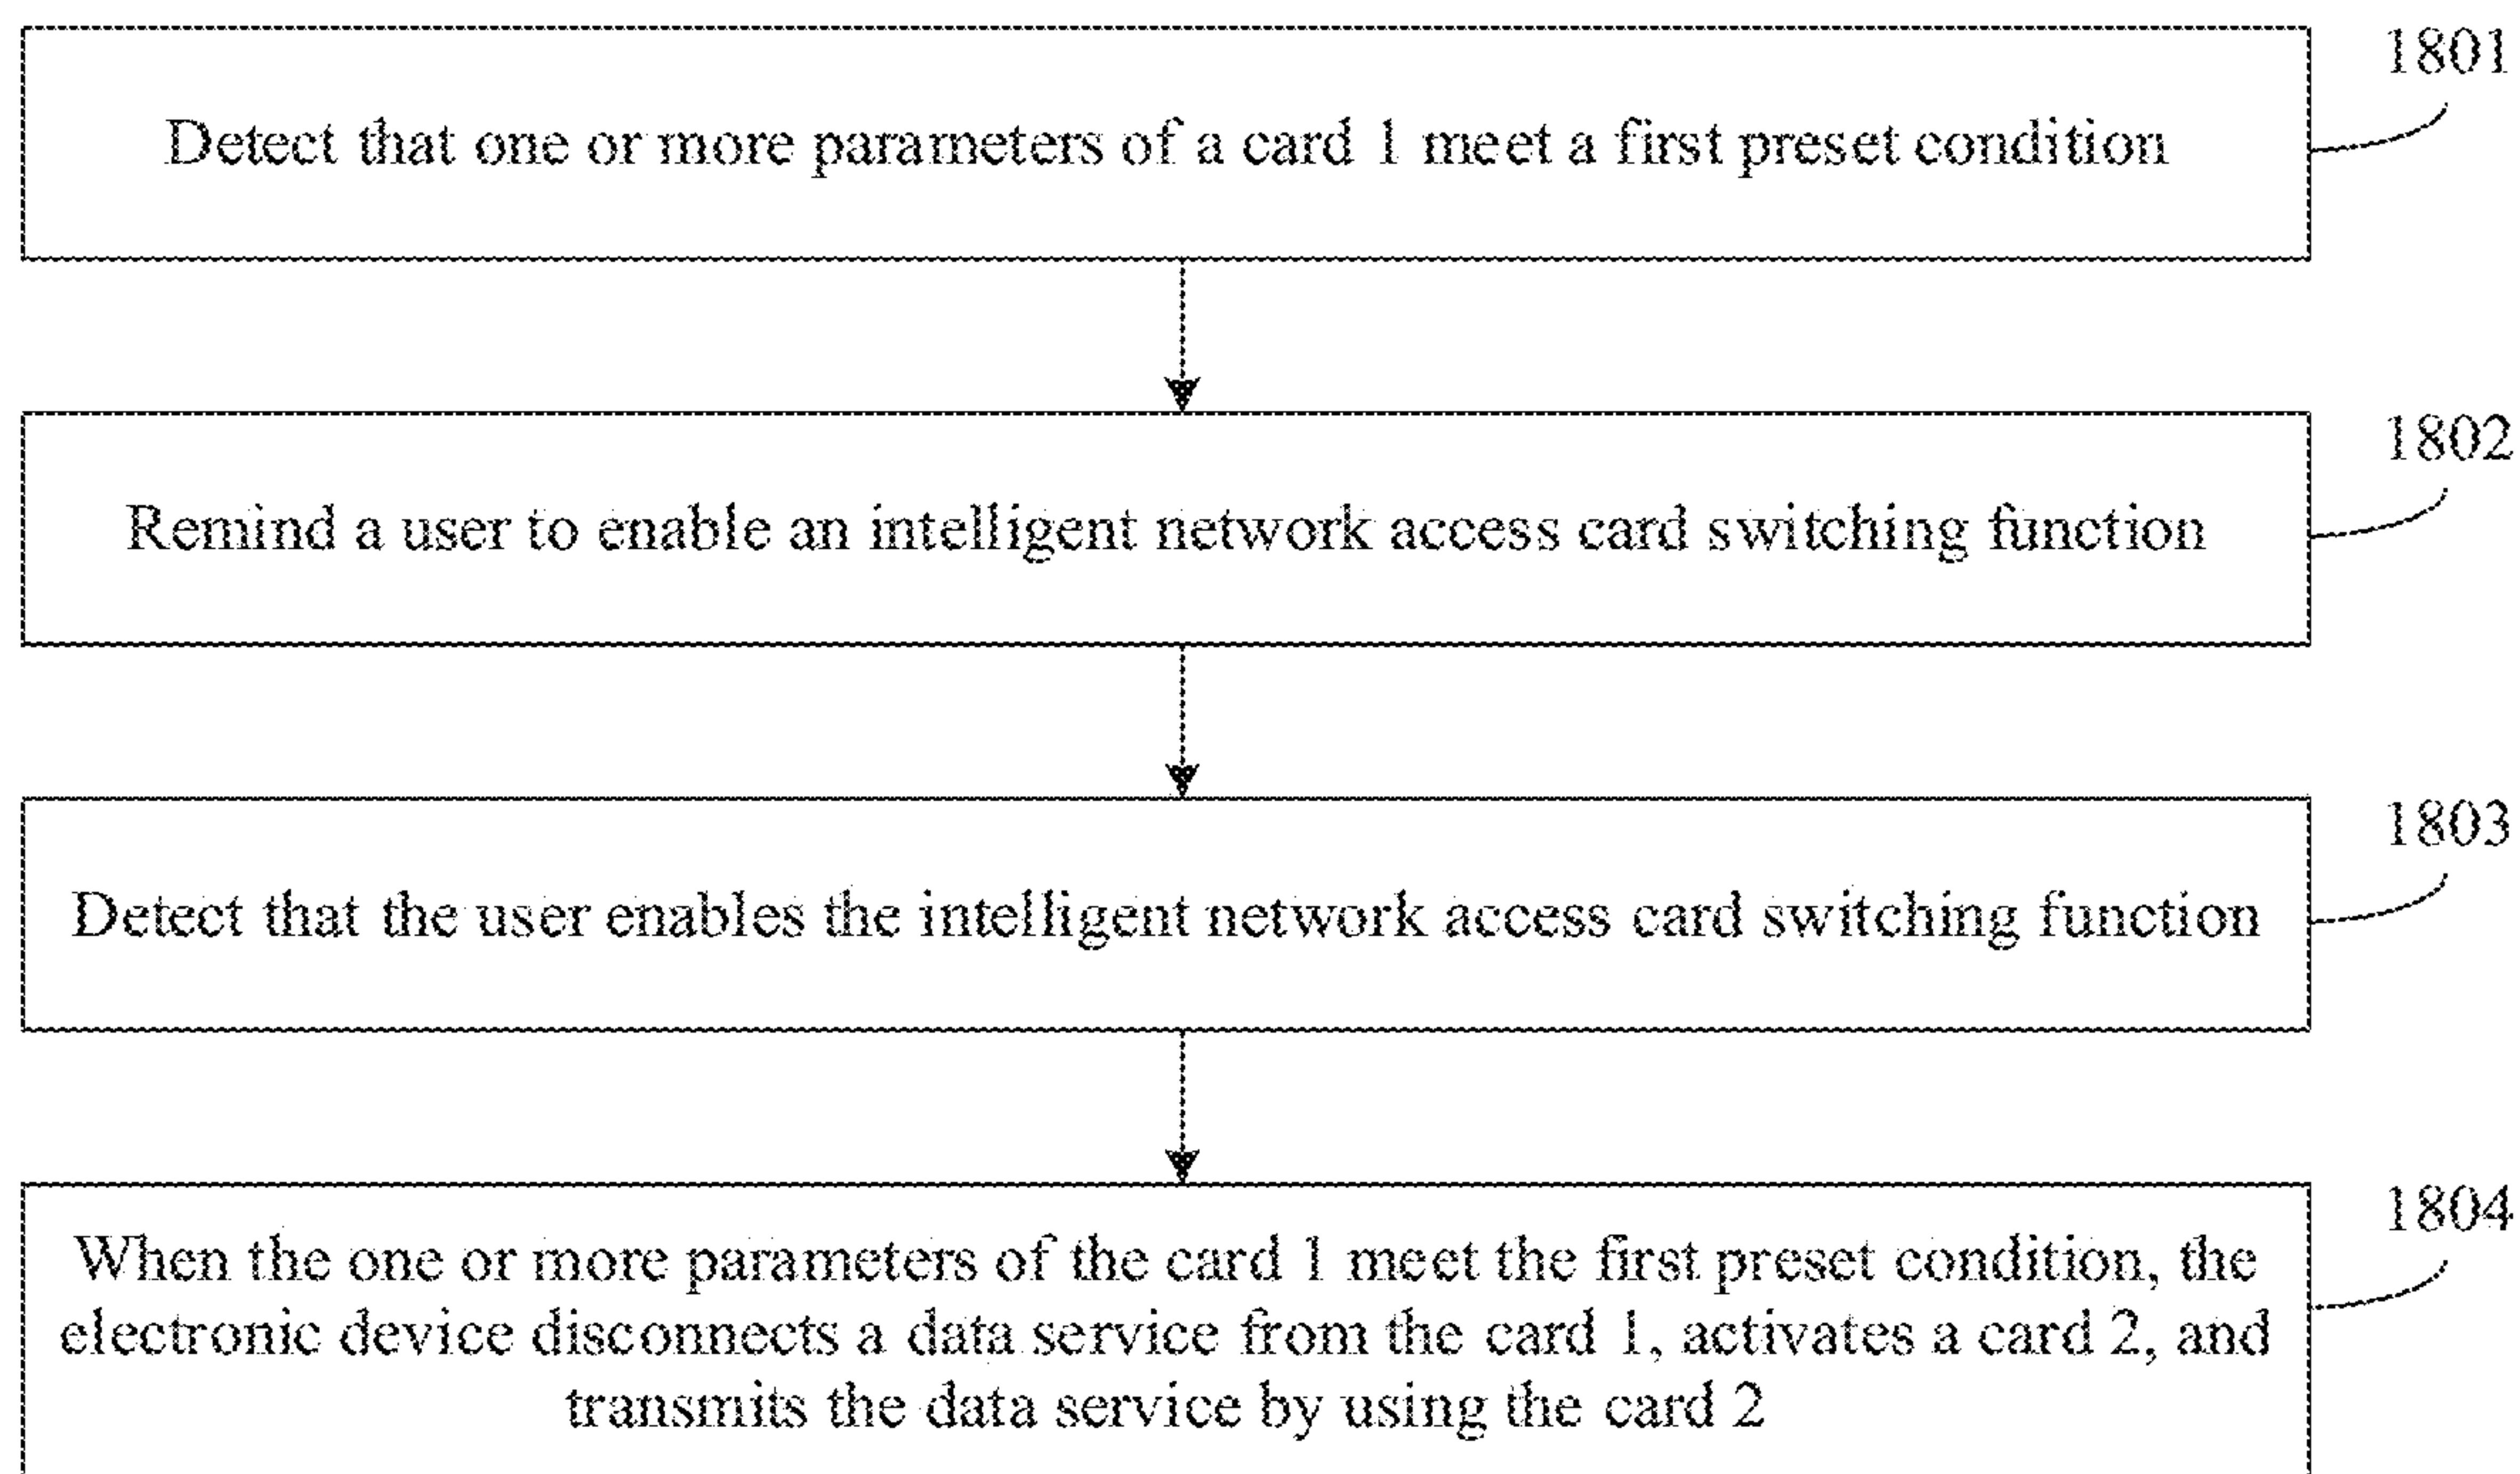 1801
Detect that one or more parameters of a card 1 meet a first preset condition
1802
Remind a user to enable an intelligent network access card switching function
1803
Detect that the user enables the intelligent network access card switching function
1804
When the one or more parameters of the card 1 meet the first preset condition, the
electronic device disconnects a data service from the card 1, activates a card 2, and
transmits the data service by using the card 2